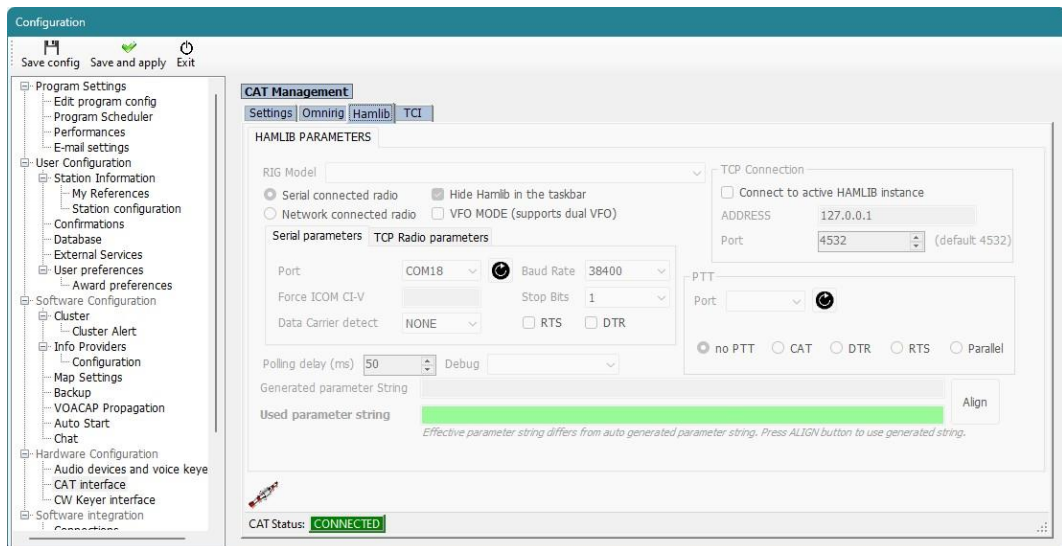 Configuration
Save config Save and apply Exit
Program Settings
Edit program config
Program Scheduler
Performances
E-mail settings
User Configuration
Station Information
My References
Station configuration
Confirmations
Database
External Services
User preferences
Award preferences
Software Configuration
Cluster
Cluster Alert
Info Providers
Configuration
Map Settings
Backup
VOACAP Propagation
Auto Start
Chat
Hardware Configuration
Audio devices and voice keye
CAT interface
CW Keyer interface
Software integration
Connections
CAT Management
Settings Omnirig Hamlib TCI
HAMLIB PARAMETERS
RIG Model
Serial connected radio Hide Hamlib in the taskbar
Network connected radio VFO MODE (supports dual VFO)
Serial parameters TCP Radio parameters
Port COM18 Baud Rate 38400
Force ICOM CI-V Stop Bits 1
Data Carrier detect NONE RTS DTR
Polling delay (ms) 50 Debug
TCP Connection
Connect to active HAMLIB instance
ADDRESS 127.0.0.1
Port 4532 (default 4532)
PTT
Port
no PTT CAT DTR RTS Parallel
Generated parameter String
Used parameter string
Align
Effective parameter string differs from auto generated parameter string. Press ALIGN button to use generated string.
CAT Status: CONNECTED